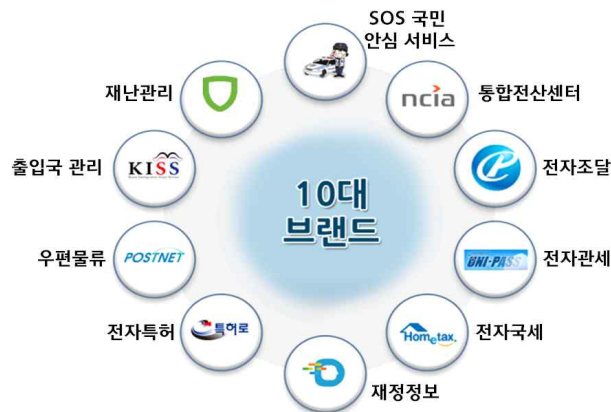 SOS 국민
안심 서비스
ncia
통합전산센터
전자조달
UNI-PASS
전자관세
Hometax.
전자국세
재정정보
특허로
전자특허
POSTNET
우편물류
KISS
출입국 관리
재난관리
10대
브랜드